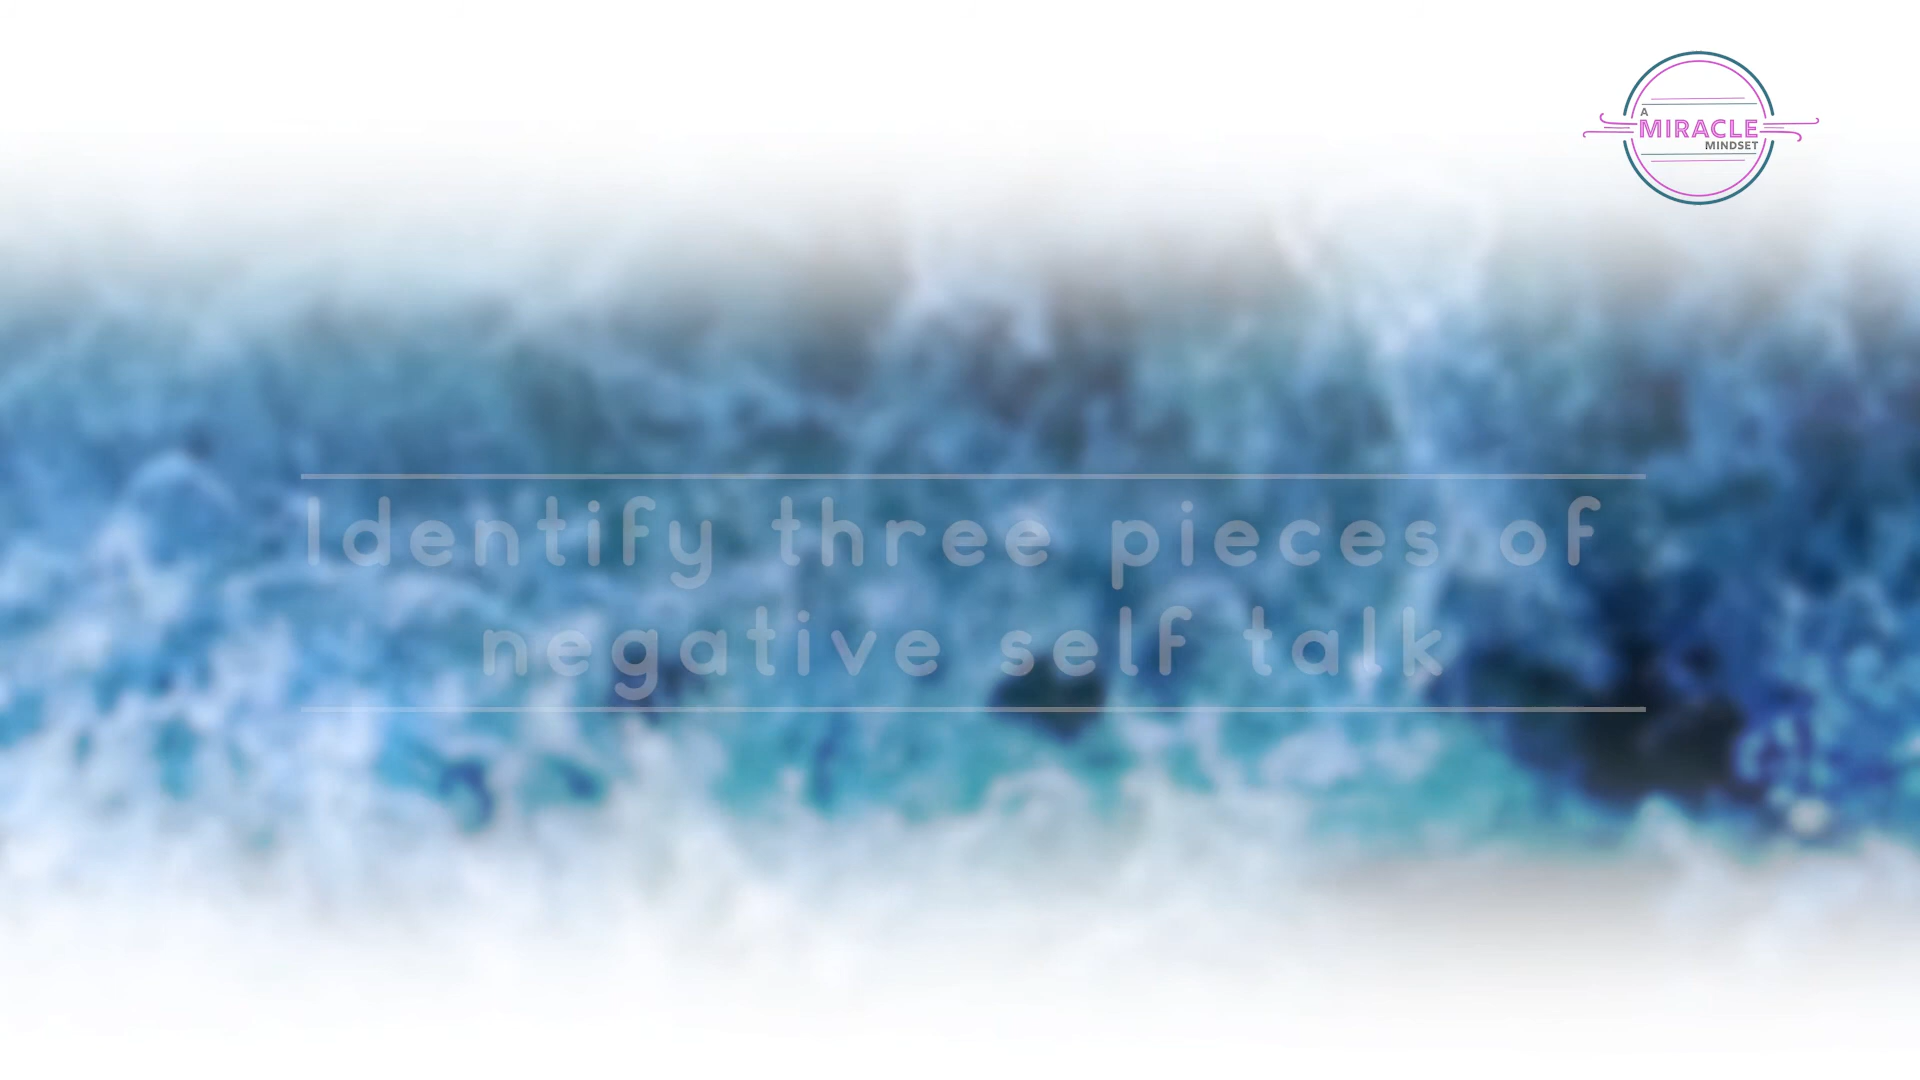 A
MIRACLE
MINDSET
Identify three pieces of
negative self talk